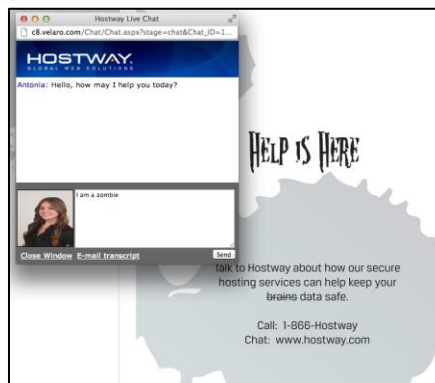 Hostway Live Chat
c8.velaro.com/Chat/Chat.aspx?stage=chat&Chat_ID=1...
HOSTWAY.
GLOBAL WEB SOLUTIONS
Antonia: Hello, how may I help you today?
I am a zombie
Close Window E-mail transcript Send
HELP IS HERE
Talk to Hostway about how our secure
hosting services can help keep your
brains data safe.
Call: 1-866-Hostway
Chat: www.hostway.com